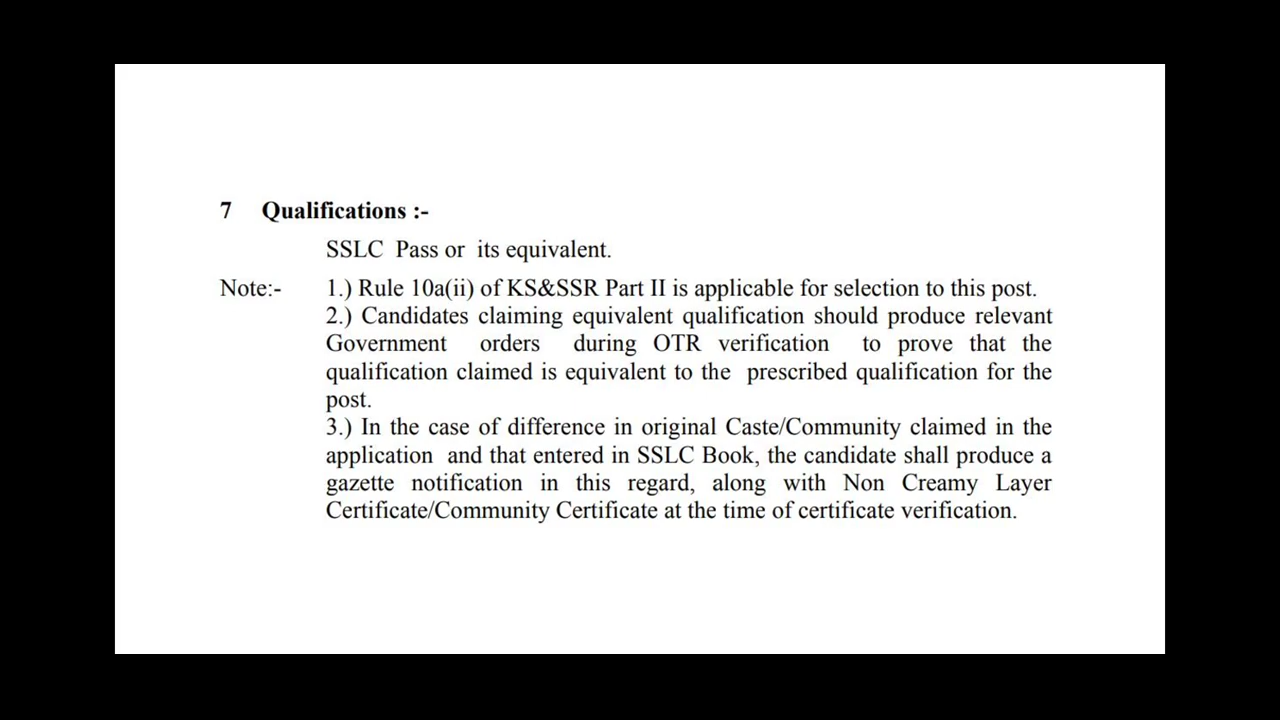 7 Qualifications :-
SSLC Pass or its equivalent.
Note:- 1.) Rule 10a(ii) of KS&SSR Part II is applicable for selection to this post.
2.) Candidates claiming equivalent qualification should produce relevant
Government orders during OTR verification to prove that the
qualification claimed is equivalent to the prescribed qualification for the
post.
3.) In the case of difference in original Caste/Community claimed in the
application and that entered in SSLC Book, the candidate shall produce a
gazette notification in this regard, along with Non Creamy Layer
Certificate/Community Certificate at the time of certificate verification.